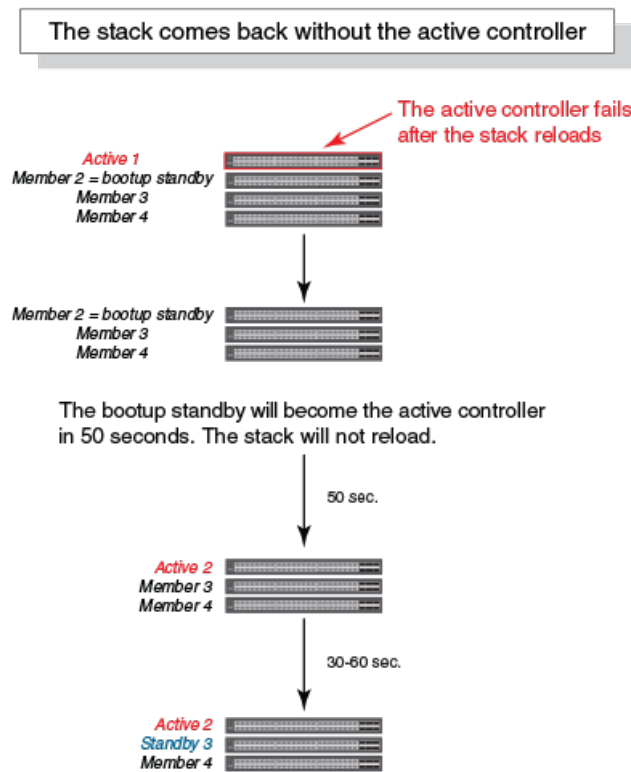 The stack comes back without the active controller
The active controller fails
after the stack reloads
Active 1
Member 2 = bootup standby
Member 3
Member 4
Member 2 = bootup standby
Member 3
Member 4
The bootup standby will become the active controller
in 50 seconds. The stack will not reload.
50 sec.
Active 2
Member 3
Member 4
30-60 sec.
Active 2
Standby 3
Member 4